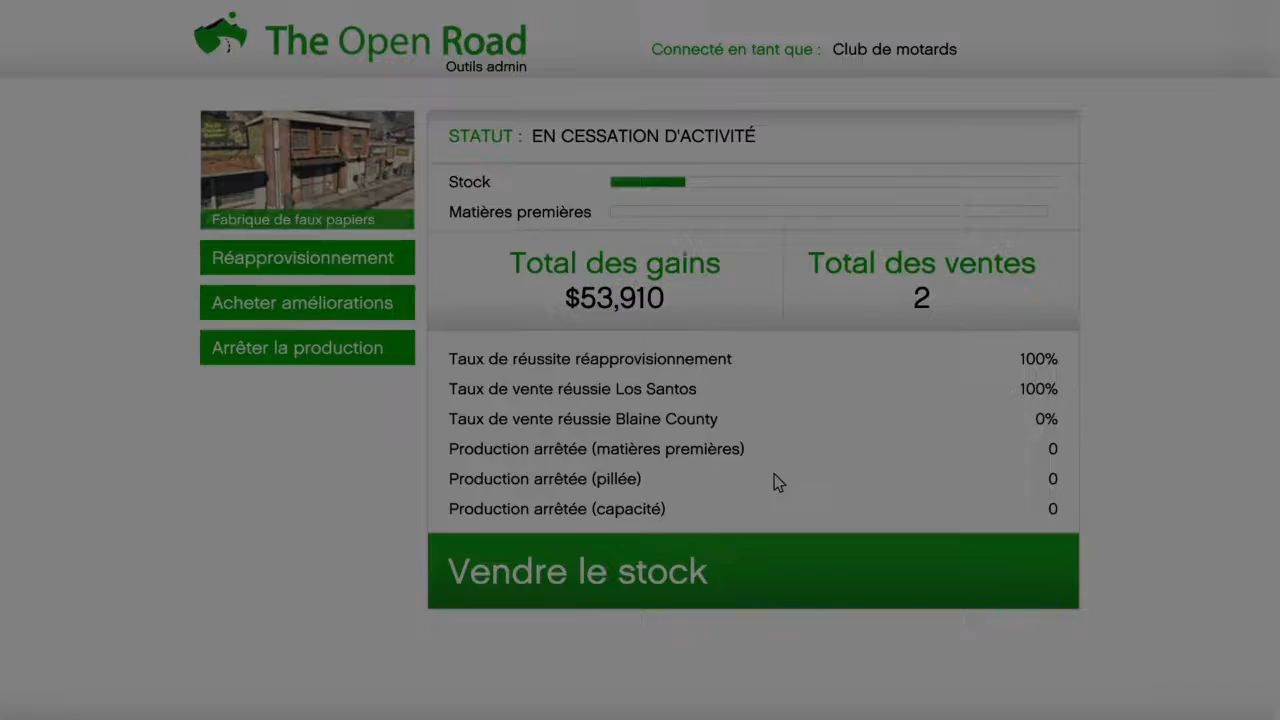 The Open Road
Outils admin
Connecté en tant que : Club de motards
Fabrique de faux papiers
Réapprovisionnement
Acheter améliorations
Arrêter la production
STATUT : EN CESSATION D'ACTIVITÉ
Stock
Matières premières
Total des gains
$53,910
Total des ventes
2
Taux de réussite réapprovisionnement 100%
Taux de vente réussie Los Santos 100%
Taux de vente réussie Blaine County 0%
Production arrêtée (matières premières) 0
Production arrêtée (pillée) 0
Production arrêtée (capacité) 0
Vendre le stock